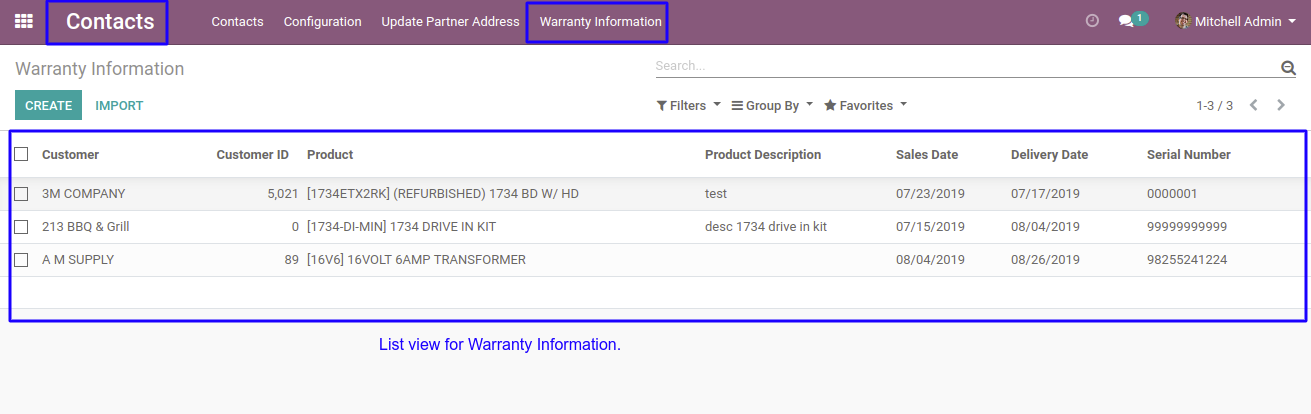 Contacts Contacts Configuration Update Partner Address Warranty Information 1 Mitchell Admin
Warranty Information Search...
CREATE IMPORT Filters Group By Favorites 1-3 / 3
Customer Customer ID Product Product Description Sales Date Delivery Date Serial Number
3M COMPANY 5,021 [1734ETX2RK] (REFURBISHED) 1734 BD W/ HD test 07/23/2019 07/17/2019 0000001
213 BBQ & Grill 0 [1734-DI-MIN] 1734 DRIVE IN KIT desc 1734 drive in kit 07/15/2019 08/04/2019 99999999999
A M SUPPLY 89 [16V6] 16VOLT 6AMP TRANSFORMER 08/04/2019 08/26/2019 98255241224
List view for Warranty Information.